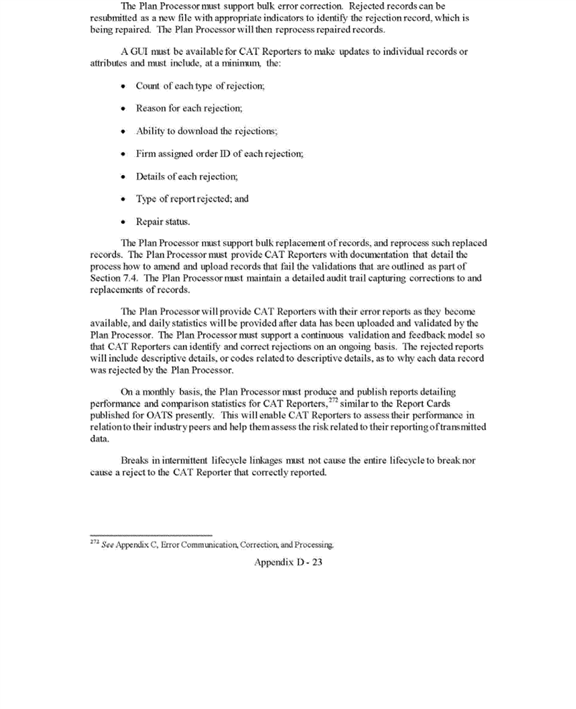 The Plan Processor must support bulk error correction. Rejected records can be
resubmitted as a new file with appropriate indicators to identify the rejection record, which is
being repaired. The Plan Processor will then reprocess repaired records.
A GUI must be available for CAT Reporters to make updates to individual records or
attributes and must include, at a minimum, the:
• Count of each type of rejection;
• Reason for each rejection;
• Ability to download the rejections;
• Firm assigned order ID of each rejection;
• Details of each rejection;
• Type of report rejected; and
• Repair status.
The Plan Processor must support bulk replacement of records, and reprocess such replaced
records. The Plan Processor must provide CAT Reporters with documentation that detail the
process how to amend and upload records that fail the validations that are outlined as part of
Section 7.4. The Plan Processor must maintain a detailed audit trail capturing corrections to and
replacements of records.
The Plan Processor will provide CAT Reporters with their error reports as they become
available, and daily statistics will be provided after data has been uploaded and validated by the
Plan Processor. The Plan Processor must support a continuous validation and feedback model so
that CAT Reporters can identify and correct rejections on an ongoing basis. The rejected reports
will include descriptive details, or codes related to descriptive details, as to why each data record
was rejected by the Plan Processor.
On a monthly basis, the Plan Processor must produce and publish reports detailing
performance and comparison statistics for CAT Reporters,272 similar to the Report Cards
published for OATS presently. This will enable CAT Reporters to assess their performance in
relation to their industry peers and help them assess the risk related to their reporting of transmitted
data.
Breaks in intermittent lifecycle linkages must not cause the entire lifecycle to break nor
cause a reject to the CAT Reporter that correctly reported.
272 See Appendix C, Error Communication, Correction, and Processing.
Appendix D - 23